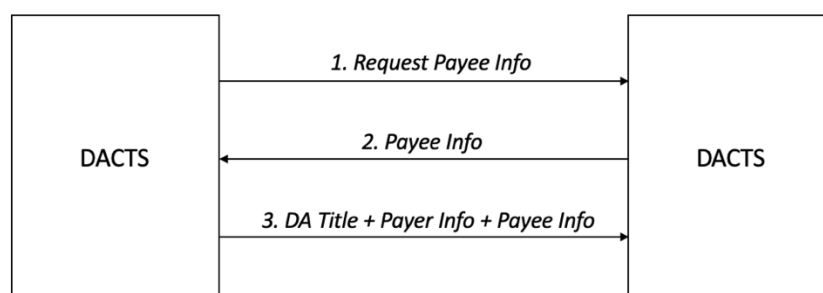 1. Request Payee Info
DACTS
2. Payee Info
DACTS
3. DA Title + Payer Info + Payee Info